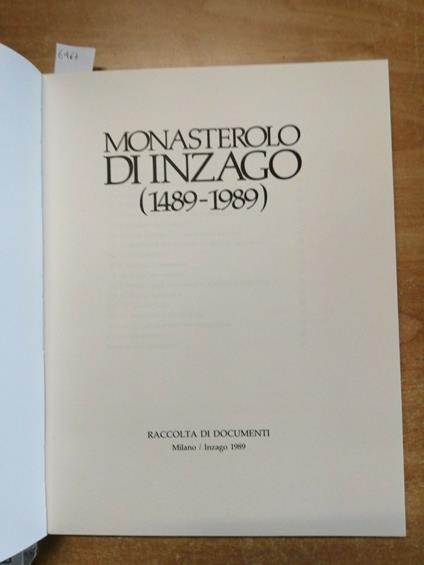 MONASTEROLO
DI INZAGO
(1489-1989)
RACCOLTA DI DOCUMENTI
Milano / Inzago 1989